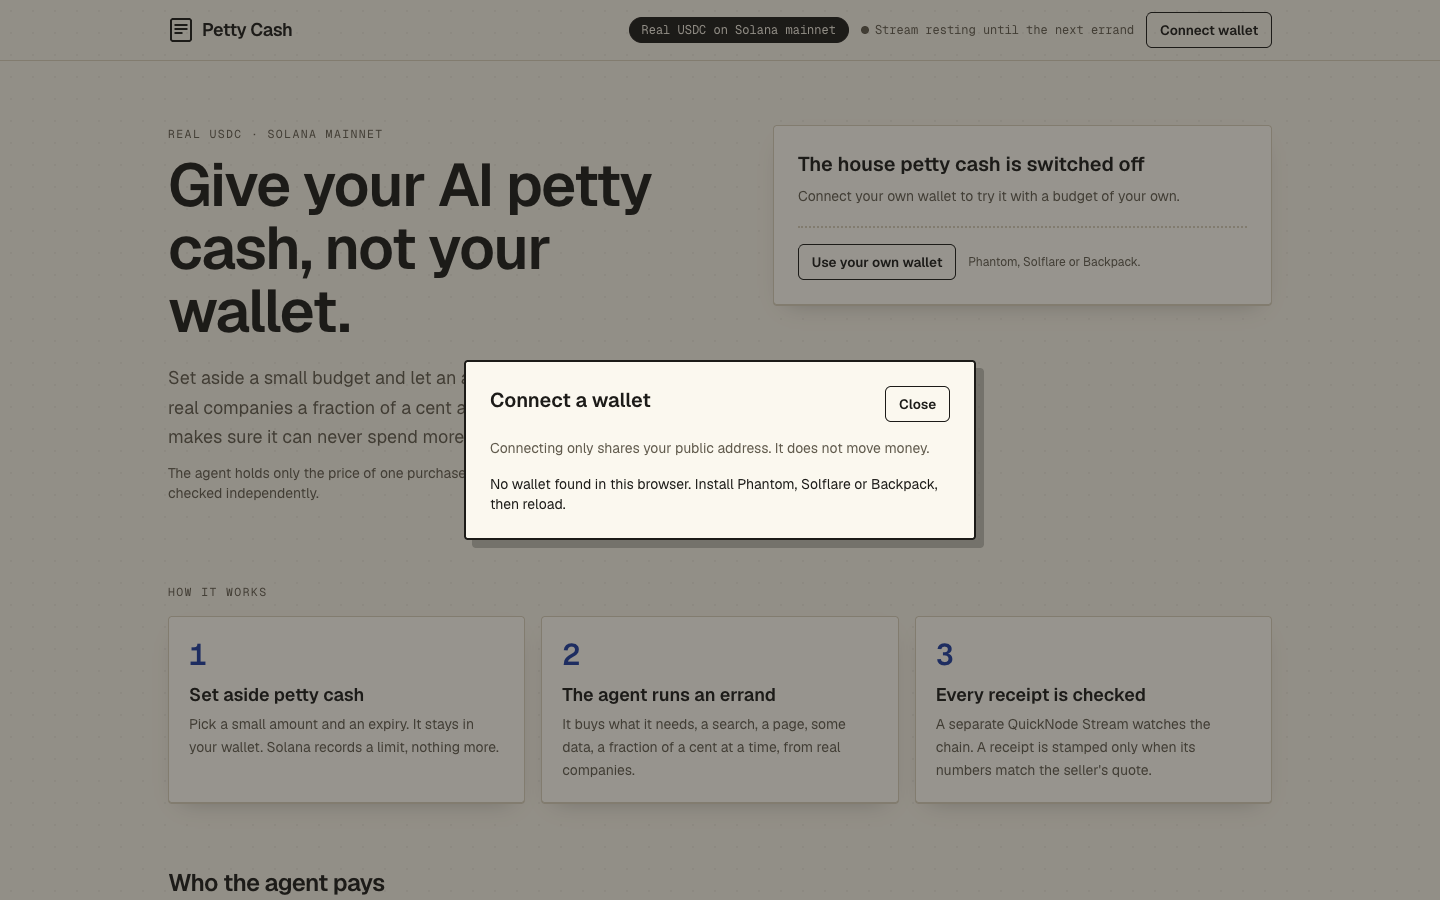 Petty Cash
Real USDC on Solana mainnet
Stream resting until the next errand
Connect wallet
REAL USDC · SOLANA MAINNET
Give your AI petty
cash, not your
wallet.
Set aside a small budget and let an
real companies a fraction of a cent
makes sure it can never spend more
The agent holds only the price of one purchase
checked independently.
The house petty cash is switched off
Connect your own wallet to try it with a budget of your own.
Use your own wallet
Phantom, Solflare or Backpack.
Connect a wallet
Close
Connecting only shares your public address. It does not move money.
No wallet found in this browser. Install Phantom, Solflare or Backpack,
then reload.
HOW IT WORKS
1
Set aside petty cash
Pick a small amount and an expiry. It stays in
your wallet. Solana records a limit, nothing more.
2
The agent runs an errand
It buys what it needs, a search, a page, some
data, a fraction of a cent at a time, from real
companies.
3
Every receipt is checked
A separate QuickNode Stream watches the
chain. A receipt is stamped only when its
numbers match the seller's quote.
Who the agent pays